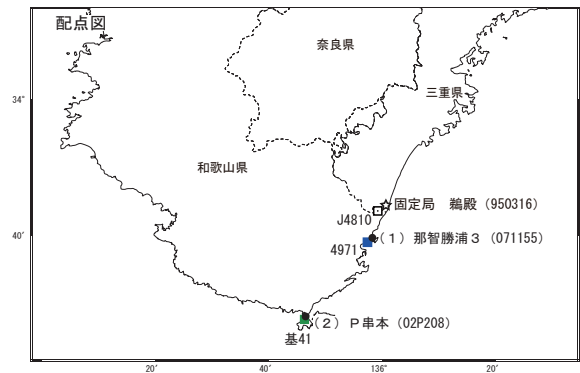 配点図
奈良県
34°
三重県
和歌山県
固定局　鵜殿（950316）
J4810
40′
4971
（１）那智勝浦３（071155）
（２）Ｐ串本（02P208）
基41
20′
40′
136°
20′